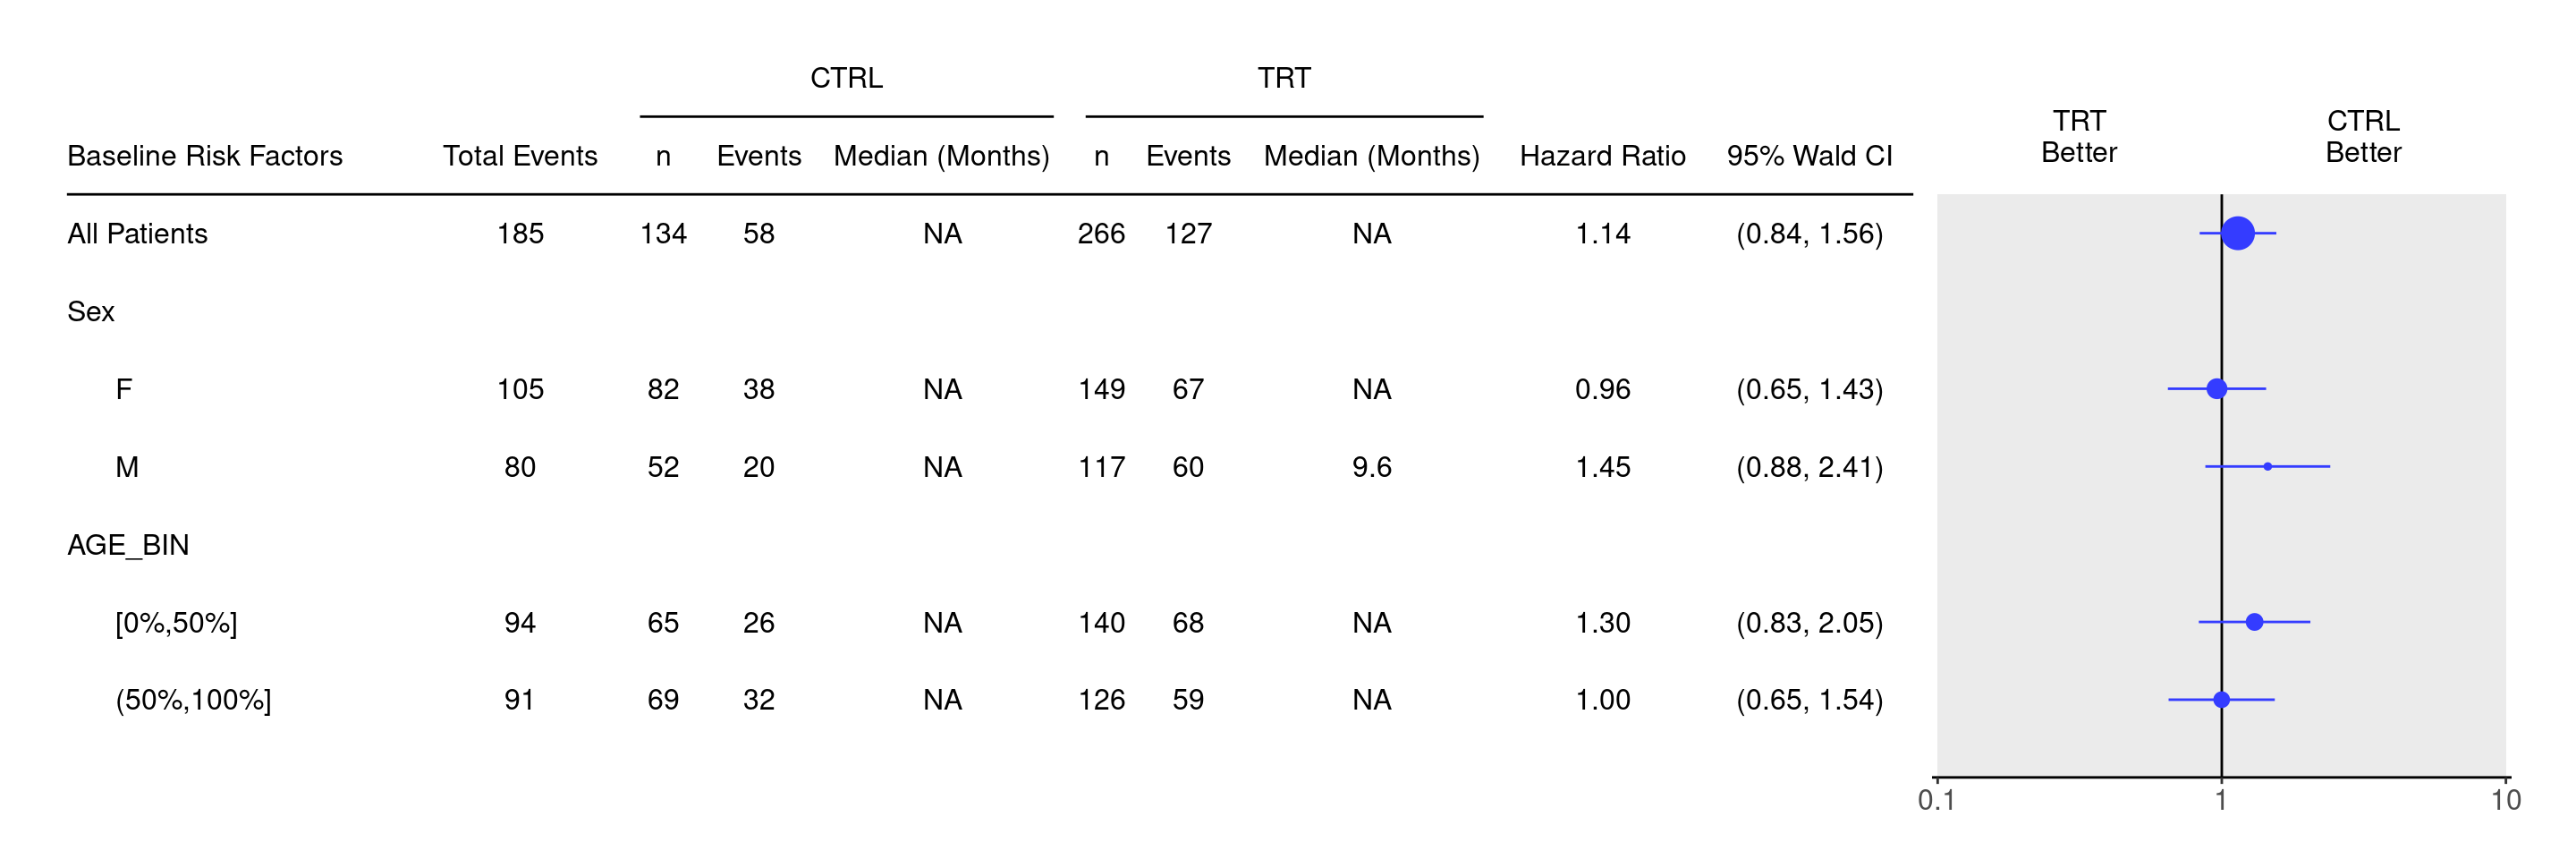 CTRL TRT
TRT CTRL
Better Better
Baseline Risk Factors Total Events n Events Median (Months) n Events Median (Months) Hazard Ratio 95% Wald CI
All Patients 185 134 58 NA 266 127 NA 1.14 (0.84, 1.56)
Sex
F 105 82 38 NA 149 67 NA 0.96 (0.65, 1.43)
M 80 52 20 NA 117 60 9.6 1.45 (0.88, 2.41)
AGE_BIN
[0%,50%] 94 65 26 NA 140 68 NA 1.30 (0.83, 2.05)
(50%,100%] 91 69 32 NA 126 59 NA 1.00 (0.65, 1.54)
0.1 1 10